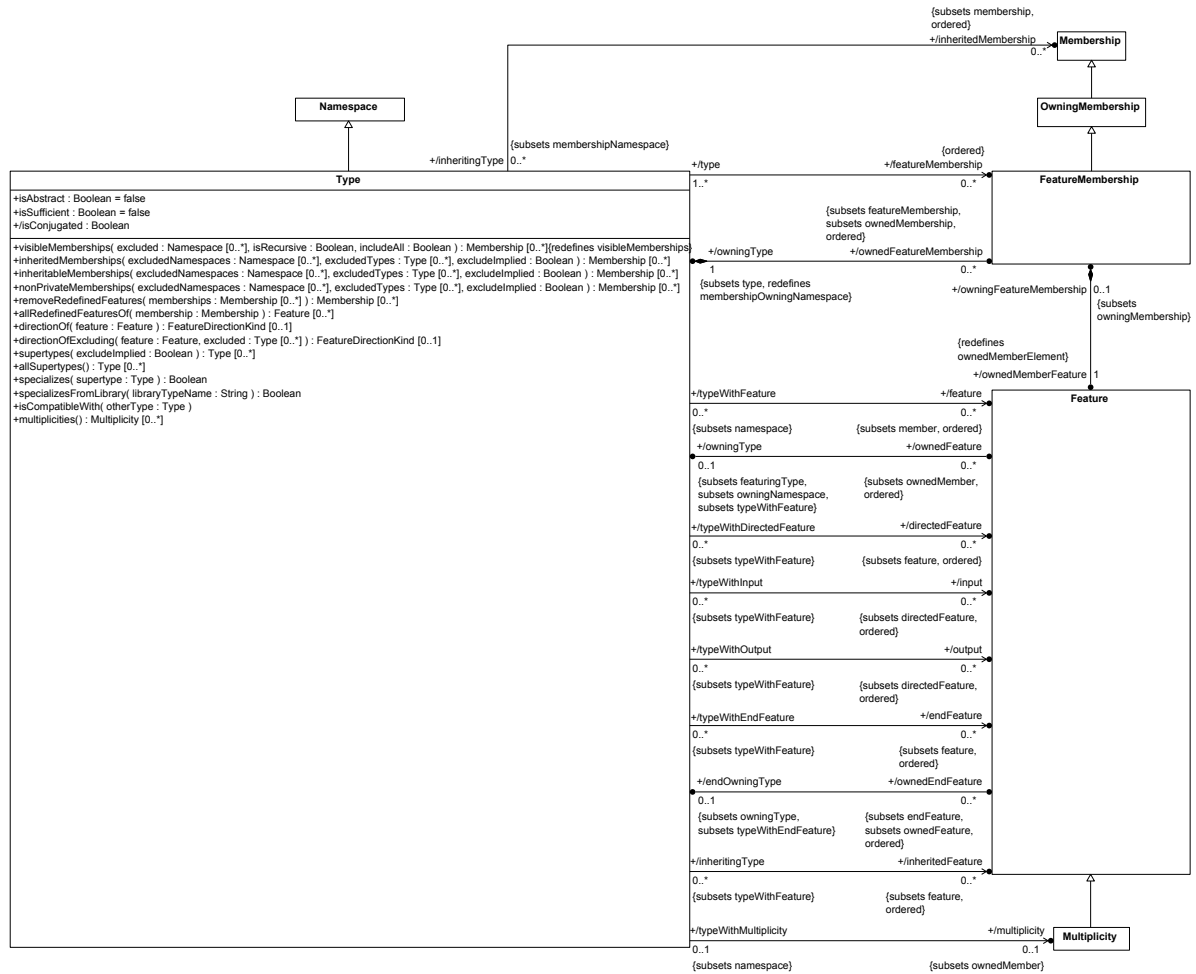 {subsets membership,
ordered}
+/inheritedMembership
0..*
Membership
Namespace
OwningMembership
{subsets membershipNamespace}
+/inheritingType
0..*
Type
+isAbstract : Boolean = false
+isSufficient : Boolean = false
+/isConjugated : Boolean
+visibleMemberships( excluded : Namespace [0..*], isRecursive : Boolean, includeAll : Boolean ) : Membership [0..*]{redefines visibleMemberships}
+inheritedMemberships( excludedNamespaces : Namespace [0..*], excludedTypes : Type [0..*], excludeImplied : Boolean ) : Membership [0..*]
+inheritableMemberships( excludedNamespaces : Namespace [0..*], excludedTypes : Type [0..*], excludeImplied : Boolean ) : Membership [0..*]
+nonPrivateMemberships( excludedNamespaces : Namespace [0..*], excludedTypes : Type [0..*], excludeImplied : Boolean ) : Membership [0..*]
+removeRedefinedFeatures( memberships : Membership [0..*] ) : Membership [0..*]
+allRedefinedFeaturesOf( membership : Membership ) : Feature [0..*]
+directionOf( feature : Feature ) : FeatureDirectionKind [0..1]
+directionOfExcluding( feature : Feature, excluded : Type [0..*] ) : FeatureDirectionKind [0..1]
+supertypes( excludeImplied : Boolean ) : Type [0..*]
+allSupertypes() : Type [0..*]
+specializes( supertype : Type ) : Boolean
+specializesFromLibrary( libraryTypeName : String ) : Boolean
+isCompatibleWith( otherType : Type )
+multiplicities() : Multiplicity [0..*]
+/type
1..*
{ordered}
+/featureMembership
0..*
FeatureMembership
{subsets featureMembership,
subsets ownedMembership,
ordered}
+/owningType
+/ownedFeatureMembership
1
0..*
{subsets type, redefines
membershipOwningNamespace}
+/owningFeatureMembership
0..1
{subsets
owningMembership}
{redefines
ownedMemberElement}
+/ownedMemberFeature
1
Feature
+/typeWithFeature
+/feature
0..*
0..*
{subsets namespace}
{subsets member, ordered}
+/owningType
+/ownedFeature
0..1
0..*
{subsets featuringType,
subsets owningNamespace,
subsets typeWithFeature}
{subsets ownedMember,
ordered}
+/typeWithDirectedFeature
+/directedFeature
0..*
0..*
{subsets typeWithFeature}
{subsets feature, ordered}
+/typeWithInput
+/input
0..*
0..*
{subsets typeWithFeature}
{subsets directedFeature,
ordered}
+/typeWithOutput
+/output
0..*
0..*
{subsets typeWithFeature}
{subsets directedFeature,
ordered}
+/typeWithEndFeature
+/endFeature
0..*
0..*
{subsets typeWithFeature}
{subsets feature,
ordered}
+/endOwningType
+/ownedEndFeature
0..1
0..*
{subsets owningType,
subsets typeWithEndFeature}
{subsets endFeature,
subsets ownedFeature,
ordered}
+/inheritingType
+/inheritedFeature
0..*
0..*
{subsets typeWithFeature}
{subsets feature,
ordered}
+/typeWithMultiplicity
+/multiplicity
0..1
0..1
{subsets namespace}
{subsets ownedMember}
Multiplicity